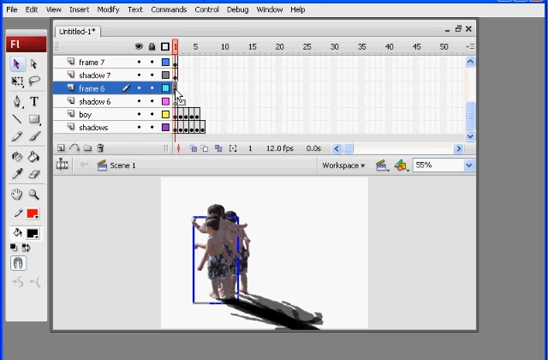 File Edit View Insert Modify Text Commands Control Debug Window Help
Untitled-1*
Fl
1 5 10 15 20 25 30 35 40 45 50
frame 7
shadow 7
frame 6
shadow 6
boy
shadows
1 12.0 fps 0.0s
Scene 1 Workspace 55%